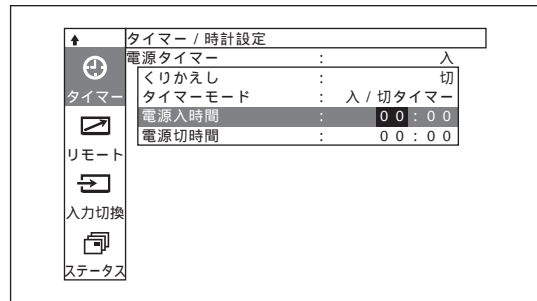 タイマー / 時計設定
電源タイマー : 入
くりかえし : 切
タイマーモード : 入 / 切タイマー
電源入時間 : 00:00
電源切時間 : 00:00
タイマー
リモート
入力切換
ステータス